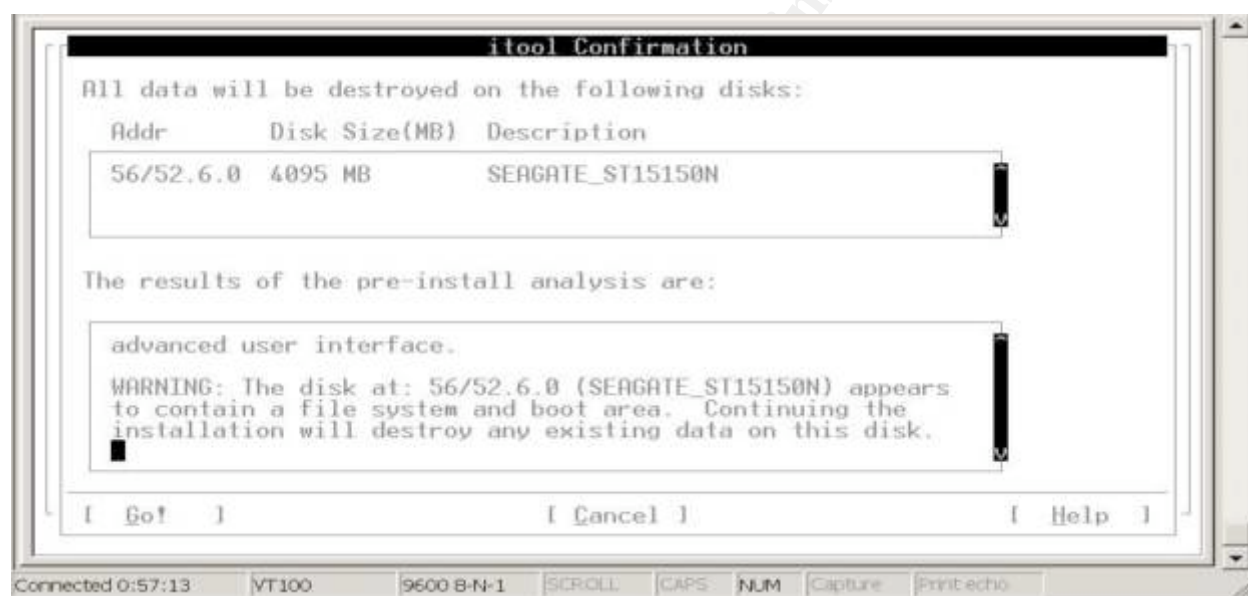 itool Confirmation
All data will be destroyed on the following disks:
Addr Disk Size(MB) Description
56/52.6.0 4095 MB SEAGATE_ST15150N
The results of the pre-install analysis are:
advanced user interface.
WARNING: The disk at: 56/52.6.0 (SEAGATE_ST15150N) appears
to contain a file system and boot area. Continuing the
installation will destroy any existing data on this disk.
[ Go! ] [ Cancel ] [ Help ]
Connected 0:57:13 VT100 9600 8-N-1 SCROLL CAPS NUM Capture Print echo